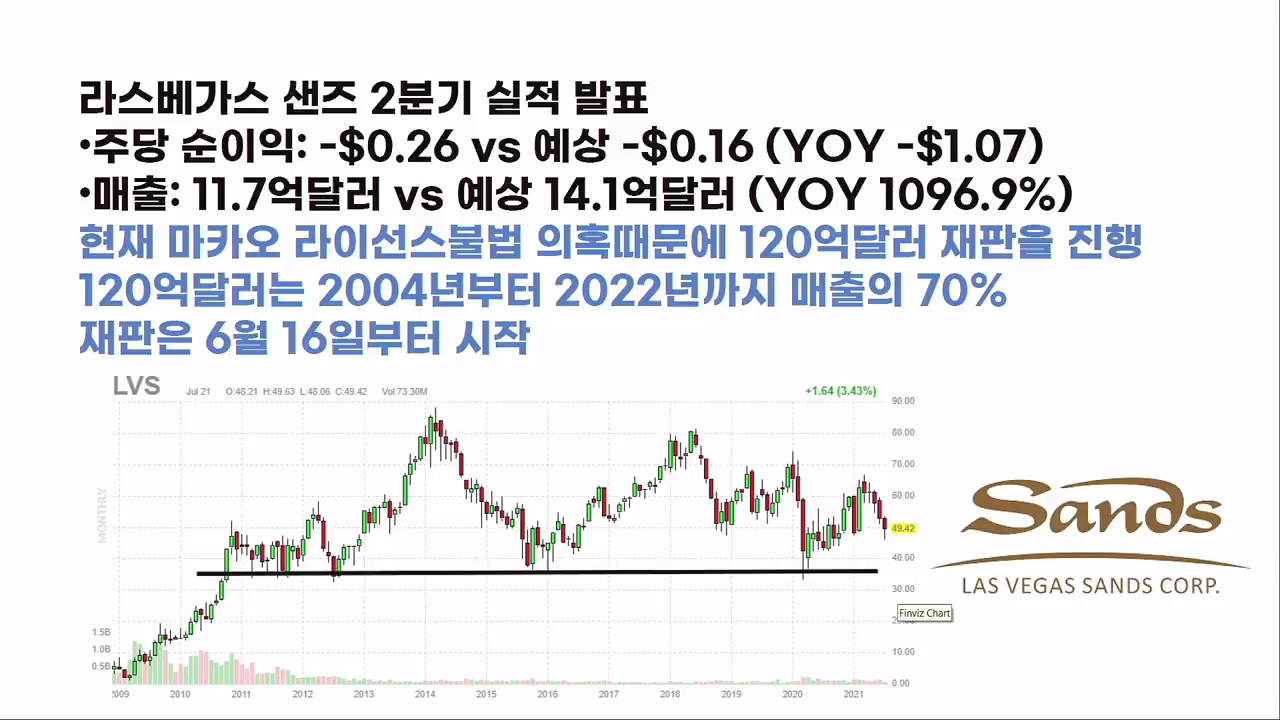 라스베가스 샌즈 2분기 실적 발표
•주당 순이익: -$0.26 vs 예상 -$0.16 (YOY -$1.07)
•매출: 11.7억달러 vs 예상 14.1억달러 (YOY 1096.9%)
현재 마카오 라이선스불법 의혹때문에 120억달러 재판을 진행
120억달러는 2004년부터 2022년까지 매출의 70%
재판은 6월 16일부터 시작
LVS Jul 21 O:48.21 H:49.63 L:48.06 C:49.42 Vol:73.30M +1.64 (3.43%)
90.00
80.00
70.00
60.00
49.42
40.00
30.00
10.00
0.00
MONTHLY
1.5B
1.0B
0.5B
2009 2010 2011 2012 2013 2014 2015 2016 2017 2018 2019 2020 2021
Finviz Chart
Sands
LAS VEGAS SANDS CORP.